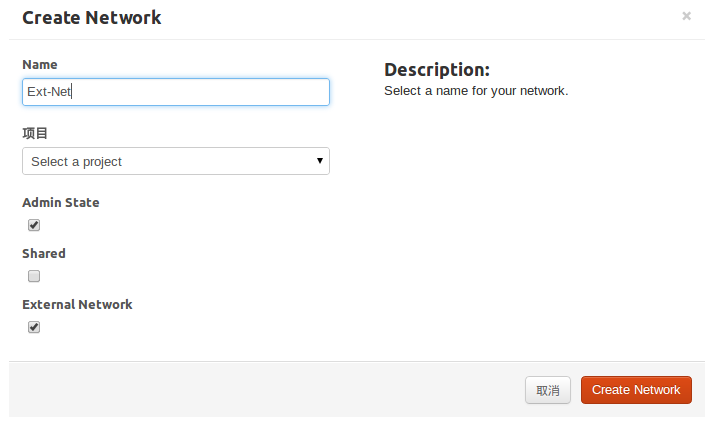 Create Network
×
Name
Ext-Net
项目
Select a project
Admin State
Shared
External Network
Description:
Select a name for your network.
取消
Create Network